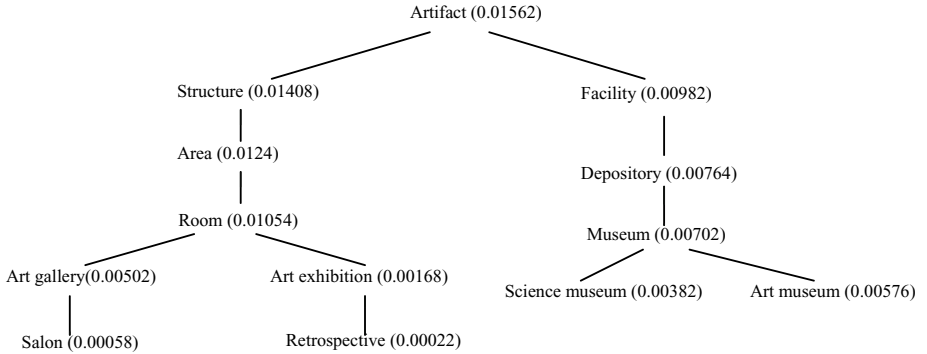 Artifact (0.01562)
Structure (0.01408)
Facility (0.00982)
Area (0.0124)
Depository (0.00764)
Room (0.01054)
Museum (0.00702)
Art gallery(0.00502)
Art exhibition (0.00168)
Science museum (0.00382)
Art museum (0.00576)
Salon (0.00058)
Retrospective (0.00022)